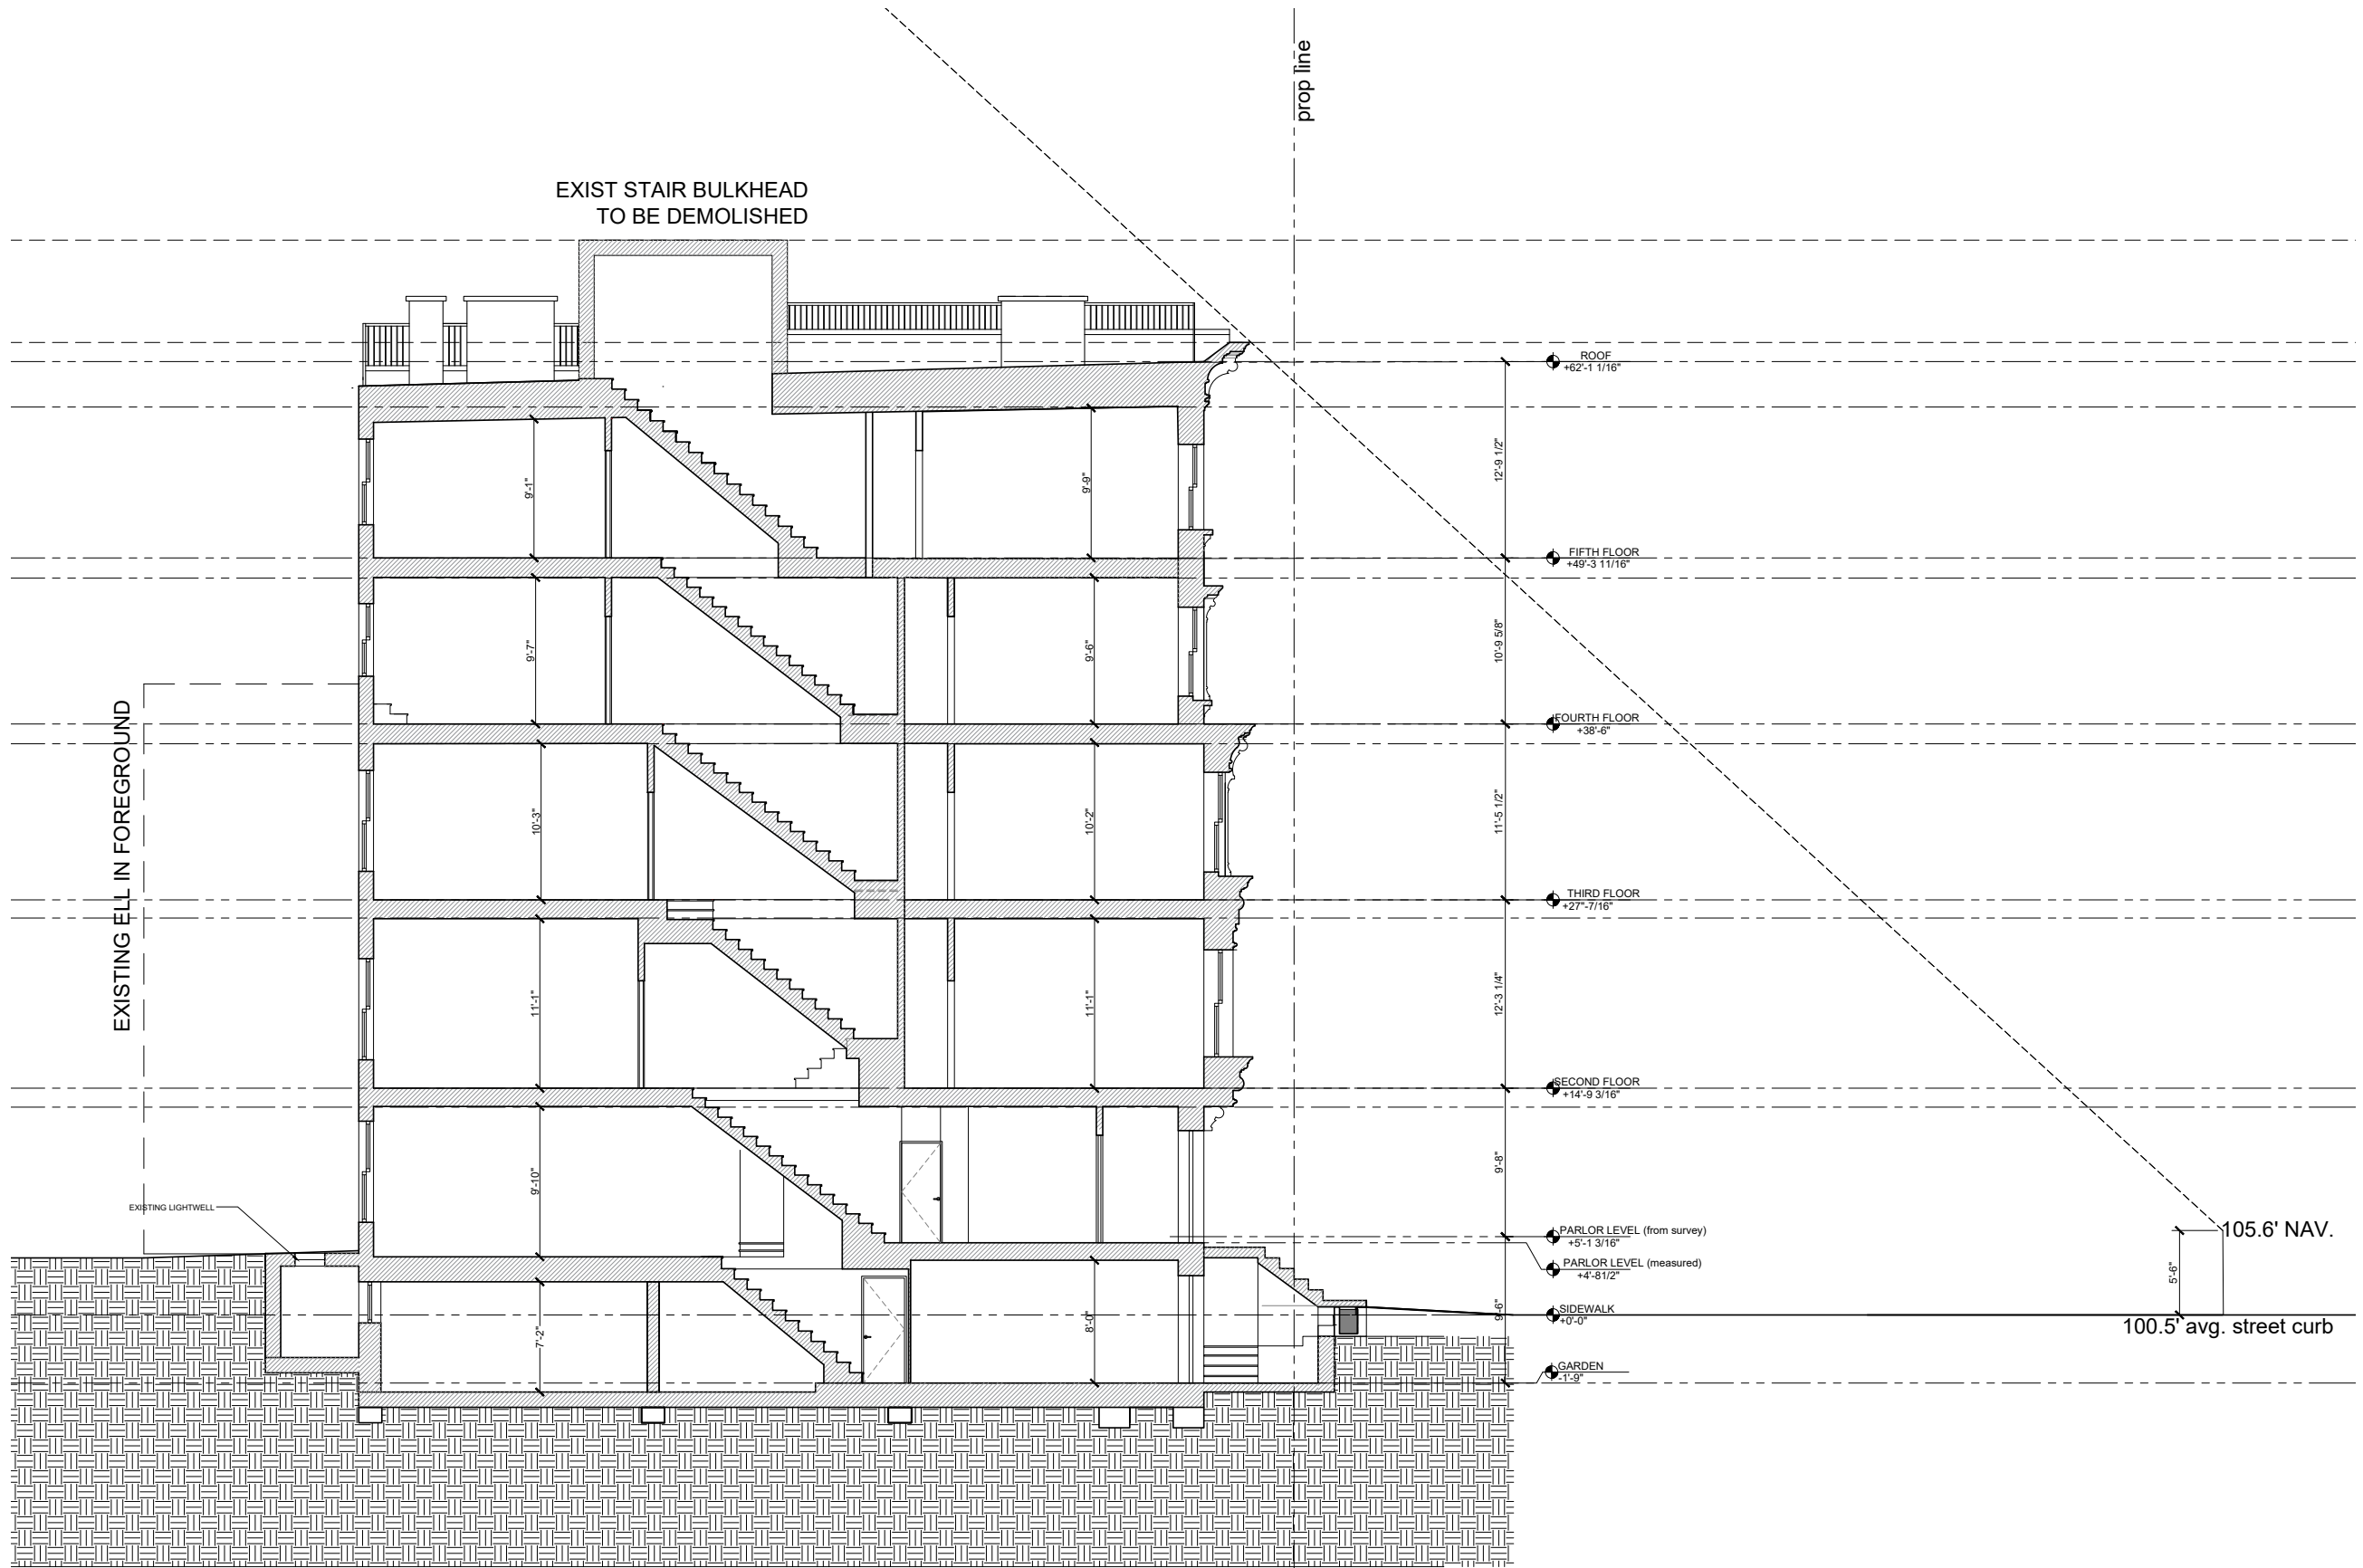 prop line
EXIST STAIR BULKHEAD
TO BE DEMOLISHED
ROOF
+62'-1 1/16"
12'-9 1/2"
9'-1"
9'-9"
FIFTH FLOOR
+49'-3 11/16"
10'-9 5/8"
9'-7"
9'-6"
EXISTING ELL IN FOREGROUND
FOURTH FLOOR
+38'-6"
11'-5 1/2"
10'-3"
10'-2"
THIRD FLOOR
+27"-7/16"
12'-3 1/4"
11'-1"
11'-1"
SECOND FLOOR
+14'-9 3/16"
9'-8"
9'-10"
EXISTING LIGHTWELL
PARLOR LEVEL (from survey)
+5'-1 3/16"
105.6' NAV.
PARLOR LEVEL (measured)
+4'-81/2"
5'-6"
9'-6"
SIDEWALK
+0'-0"
100.5' avg. street curb
7'-2"
8'-0"
GARDEN
-1'-9"